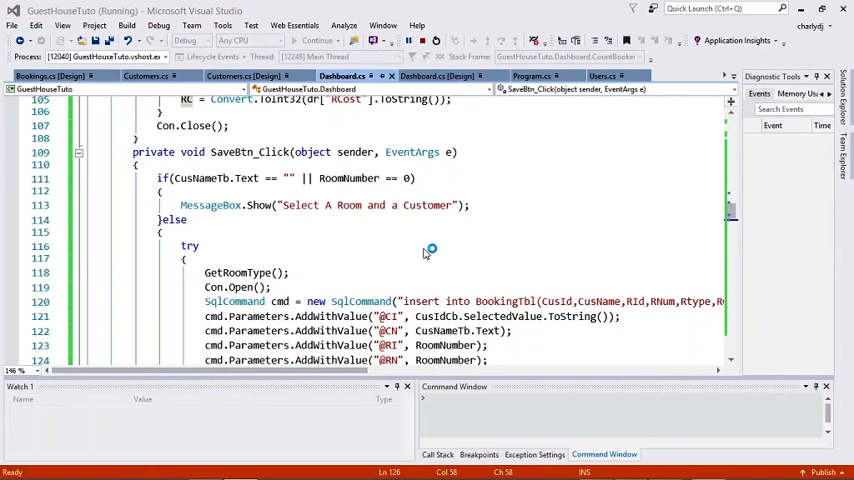 GuestHouseTuto (Running) - Microsoft Visual Studio
Quick Launch (Ctrl+Q)
File Edit View Project Build Debug Team Tools Test Web Essentials Analyze Window Help
charlydj
Debug Any CPU Continue Application Insights
Process: [12040] GuestHouseTuto.vshost.ex Lifecycle Events Thread: [12048] Main Thread Stack Frame: GuestHouseTuto.Dashboard.CountBooke
Bookings.cs [Design] Customers.cs Customers.cs [Design] Dashboard.cs Dashboard.cs [Design] Program.cs Users.cs
GuestHouseTuto GuestHouseTuto.Dashboard SaveBtn_Click(object sender, EventArgs e)
105 RC = Convert.ToInt32(dr["RCost"].ToString());
106 }
107 Con.Close();
108 }
109 private void SaveBtn_Click(object sender, EventArgs e)
110 {
111 if(CusNameTb.Text == "" || RoomNumber == 0)
112 {
113 MessageBox.Show("Select A Room and a Customer");
114 }else
115 {
116 try
117 {
118 GetRoomType();
119 Con.Open();
120 SqlCommand cmd = new SqlCommand("insert into BookingTbl(CusId,CusName,RId,RNum,Rtype,R
121 cmd.Parameters.AddWithValue("@CI", CusIdCb.SelectedValue.ToString());
122 cmd.Parameters.AddWithValue("@CN", CusNameTb.Text);
123 cmd.Parameters.AddWithValue("@RI", RoomNumber);
124 cmd.Parameters.AddWithValue("@RN", RoomNumber);
146 %
Diagnostic Tools
Events Memory Us
Search Events
Event Time
Solution Explorer
Team Explorer
Watch 1
Name Value Type
Command Window
>
Call Stack Breakpoints Exception Settings Command Window
Ready Ln 126 Col 58 Ch 58 INS Publish